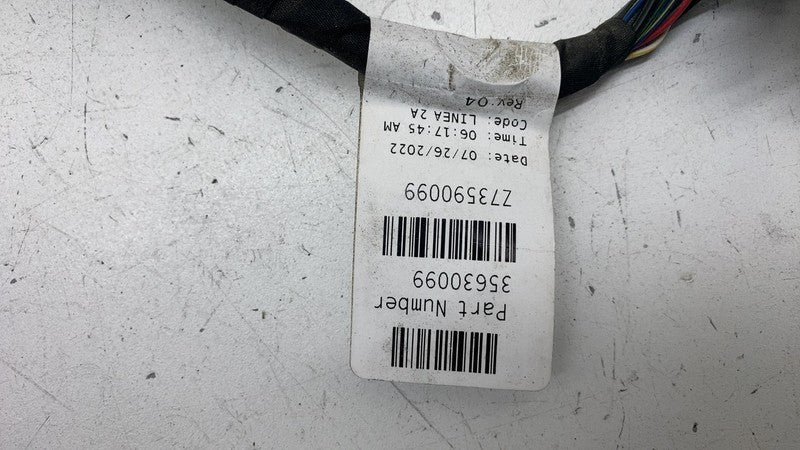 Part Number
35630099
Z73590099
Date: 07/26/2022
Time: 06:17:45 AM
Code: LINEA 2A
Rev:04